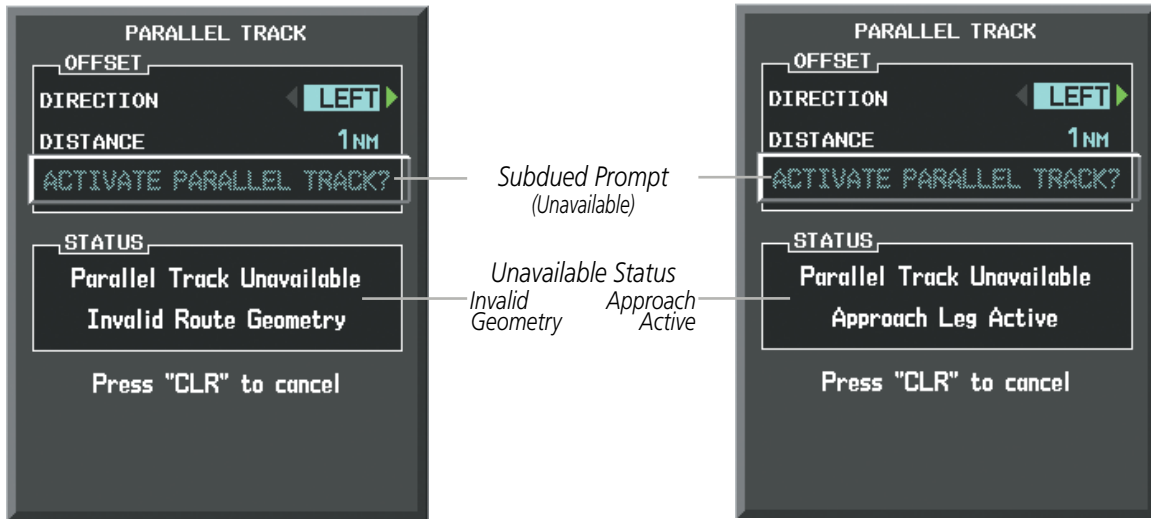 PARALLEL TRACK
OFFSET
DIRECTION LEFT
DISTANCE 1NM
ACTIVATE PARALLEL TRACK?
STATUS
Parallel Track Unavailable
Invalid Route Geometry
Press "CLR" to cancel
Subdued Prompt
(Unavailable)
Unavailable Status
Invalid
Geometry
Approach
Active
PARALLEL TRACK
OFFSET
DIRECTION LEFT
DISTANCE 1NM
ACTIVATE PARALLEL TRACK?
STATUS
Parallel Track Unavailable
Approach Leg Active
Press "CLR" to cancel